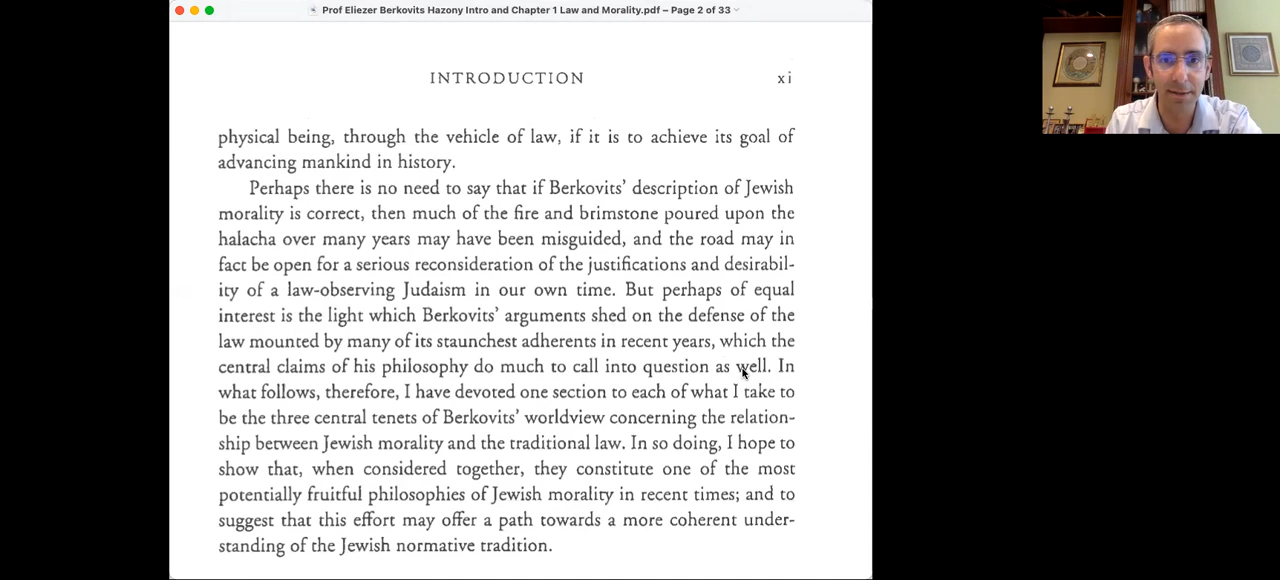 Prof Eliezer Berkovits Hazony Intro and Chapter 1 Law and Morality.pdf – Page 2 of 33
INTRODUCTION xi
physical being, through the vehicle of law, if it is to achieve its goal of
advancing mankind in history.
Perhaps there is no need to say that if Berkovits’ description of Jewish
morality is correct, then much of the fire and brimstone poured upon the
halacha over many years may have been misguided, and the road may in
fact be open for a serious reconsideration of the justifications and desirabil-
ity of a law-observing Judaism in our own time. But perhaps of equal
interest is the light which Berkovits’ arguments shed on the defense of the
law mounted by many of its staunchest adherents in recent years, which the
central claims of his philosophy do much to call into question as well. In
what follows, therefore, I have devoted one section to each of what I take to
be the three central tenets of Berkovits’ worldview concerning the relation-
ship between Jewish morality and the traditional law. In so doing, I hope to
show that, when considered together, they constitute one of the most
potentially fruitful philosophies of Jewish morality in recent times; and to
suggest that this effort may offer a path towards a more coherent under-
standing of the Jewish normative tradition.